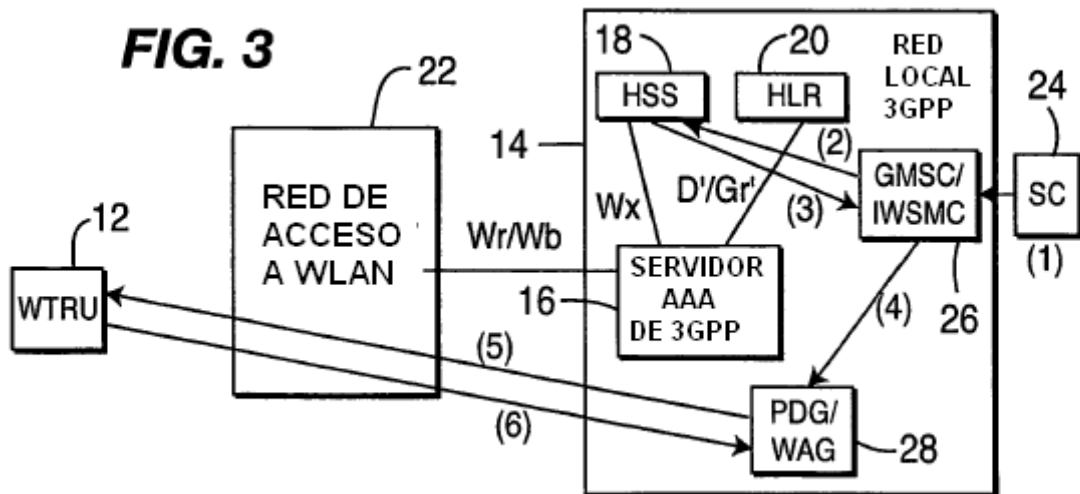 FIG. 3
22
18
20
RED
LOCAL
3GPP
24
HSS
HLR
14
(2)
(3)
GMSC/
IWSMC
SC
(1)
RED DE
ACCESO
A WLAN
12
Wr/Wb
Wx
D'/Gr'
WTRU
16
SERVIDOR
AAA
DE 3GPP
(4)
26
(5)
(6)
PDG/
WAG
28